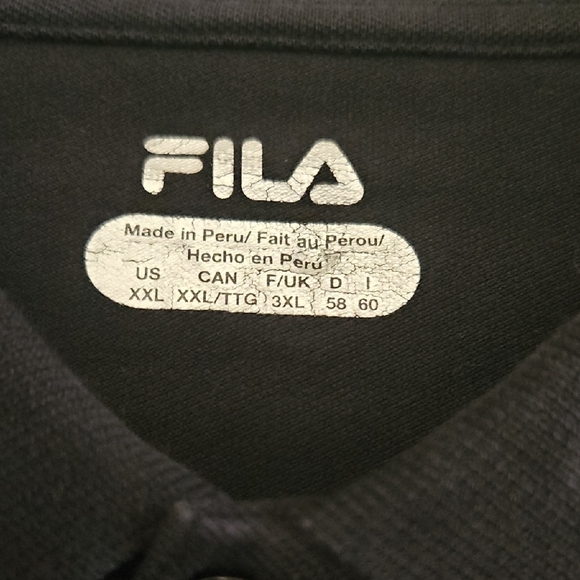 FILA
Made in Peru/ Fait au Pérou/
Hecho en Perú
US CAN F/UK D I
XXL XXL/TTG 3XL 58 60